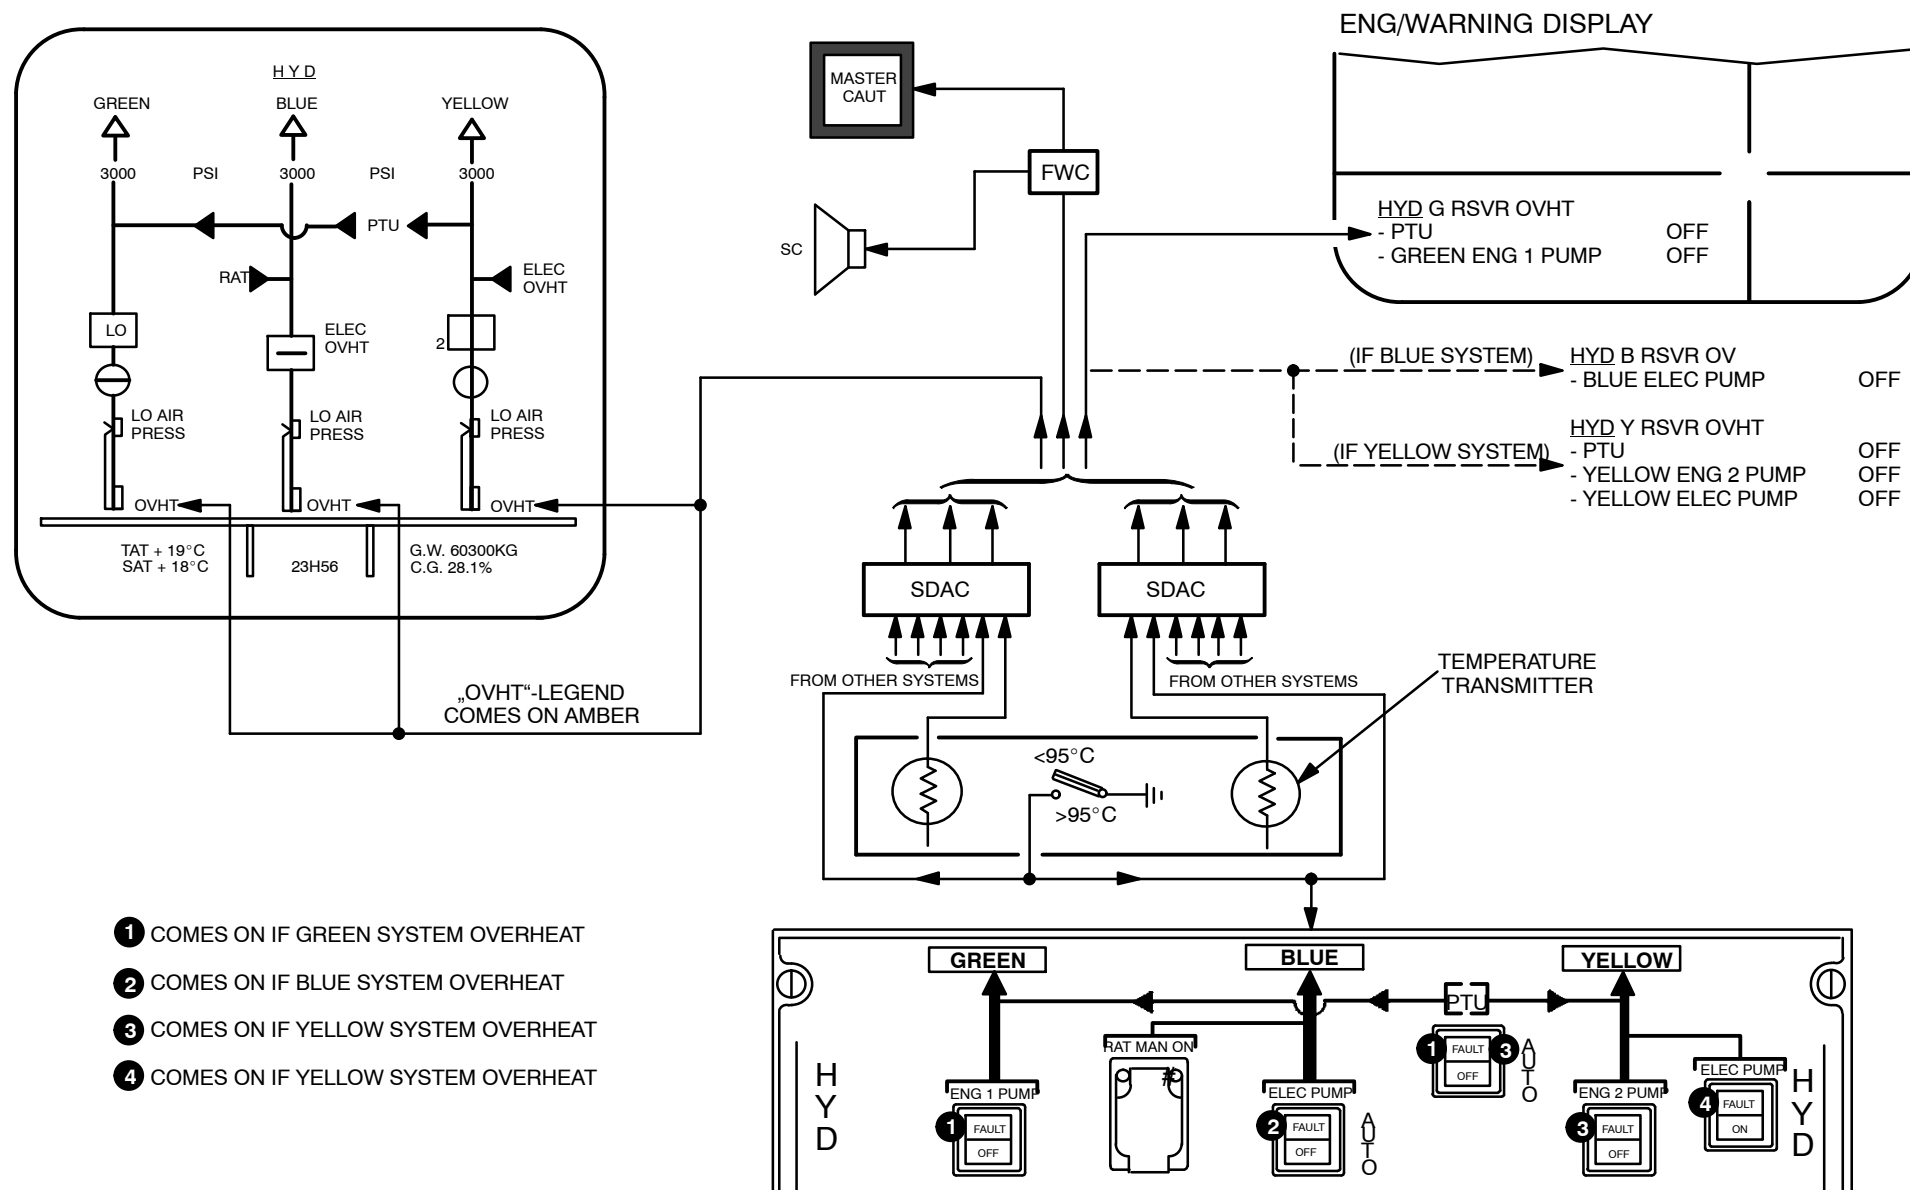 ENG/WARNING DISPLAY
H Y D
GREEN BLUE YELLOW
3000 PSI 3000 PSI 3000
PTU
RAT
ELEC
OVHT
LO
ELEC
OVHT
2
LO AIR
PRESS
LO AIR
PRESS
LO AIR
PRESS
OVHT OVHT OVHT
TAT + 19°C
SAT + 18°C
23H56
G.W. 60300KG
C.G. 28.1%
„OVHT“-LEGEND
COMES ON AMBER
MASTER
CAUT
FWC
SC
HYD G RSVR OVHT
- PTU OFF
- GREEN ENG 1 PUMP OFF
(IF BLUE SYSTEM)
HYD B RSVR OV
- BLUE ELEC PUMP OFF
(IF YELLOW SYSTEM)
HYD Y RSVR OVHT
- PTU OFF
- YELLOW ENG 2 PUMP OFF
- YELLOW ELEC PUMP OFF
SDAC SDAC
FROM OTHER SYSTEMS FROM OTHER SYSTEMS
TEMPERATURE
TRANSMITTER
<95°C
>95°C
1 COMES ON IF GREEN SYSTEM OVERHEAT
2 COMES ON IF BLUE SYSTEM OVERHEAT
3 COMES ON IF YELLOW SYSTEM OVERHEAT
4 COMES ON IF YELLOW SYSTEM OVERHEAT
GREEN BLUE YELLOW
PTU
RAT MAN ON
#
1 FAULT 3
OFF
AUTO
HYD
ENG 1 PUMP
1 FAULT
OFF
ELEC PUMP
2 FAULT
OFF
AUTO
ENG 2 PUMP
3 FAULT
OFF
ELEC PUMP
4 FAULT
ON
HYD